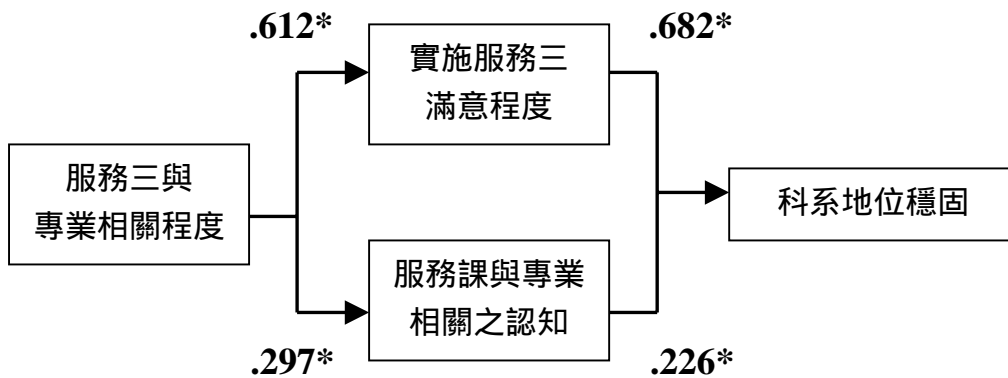 .612*
.682*
實施服務三
滿意程度
服務三與
專業相關程度
科系地位穩固
服務課與專業
相關之認知
.297*
.226*